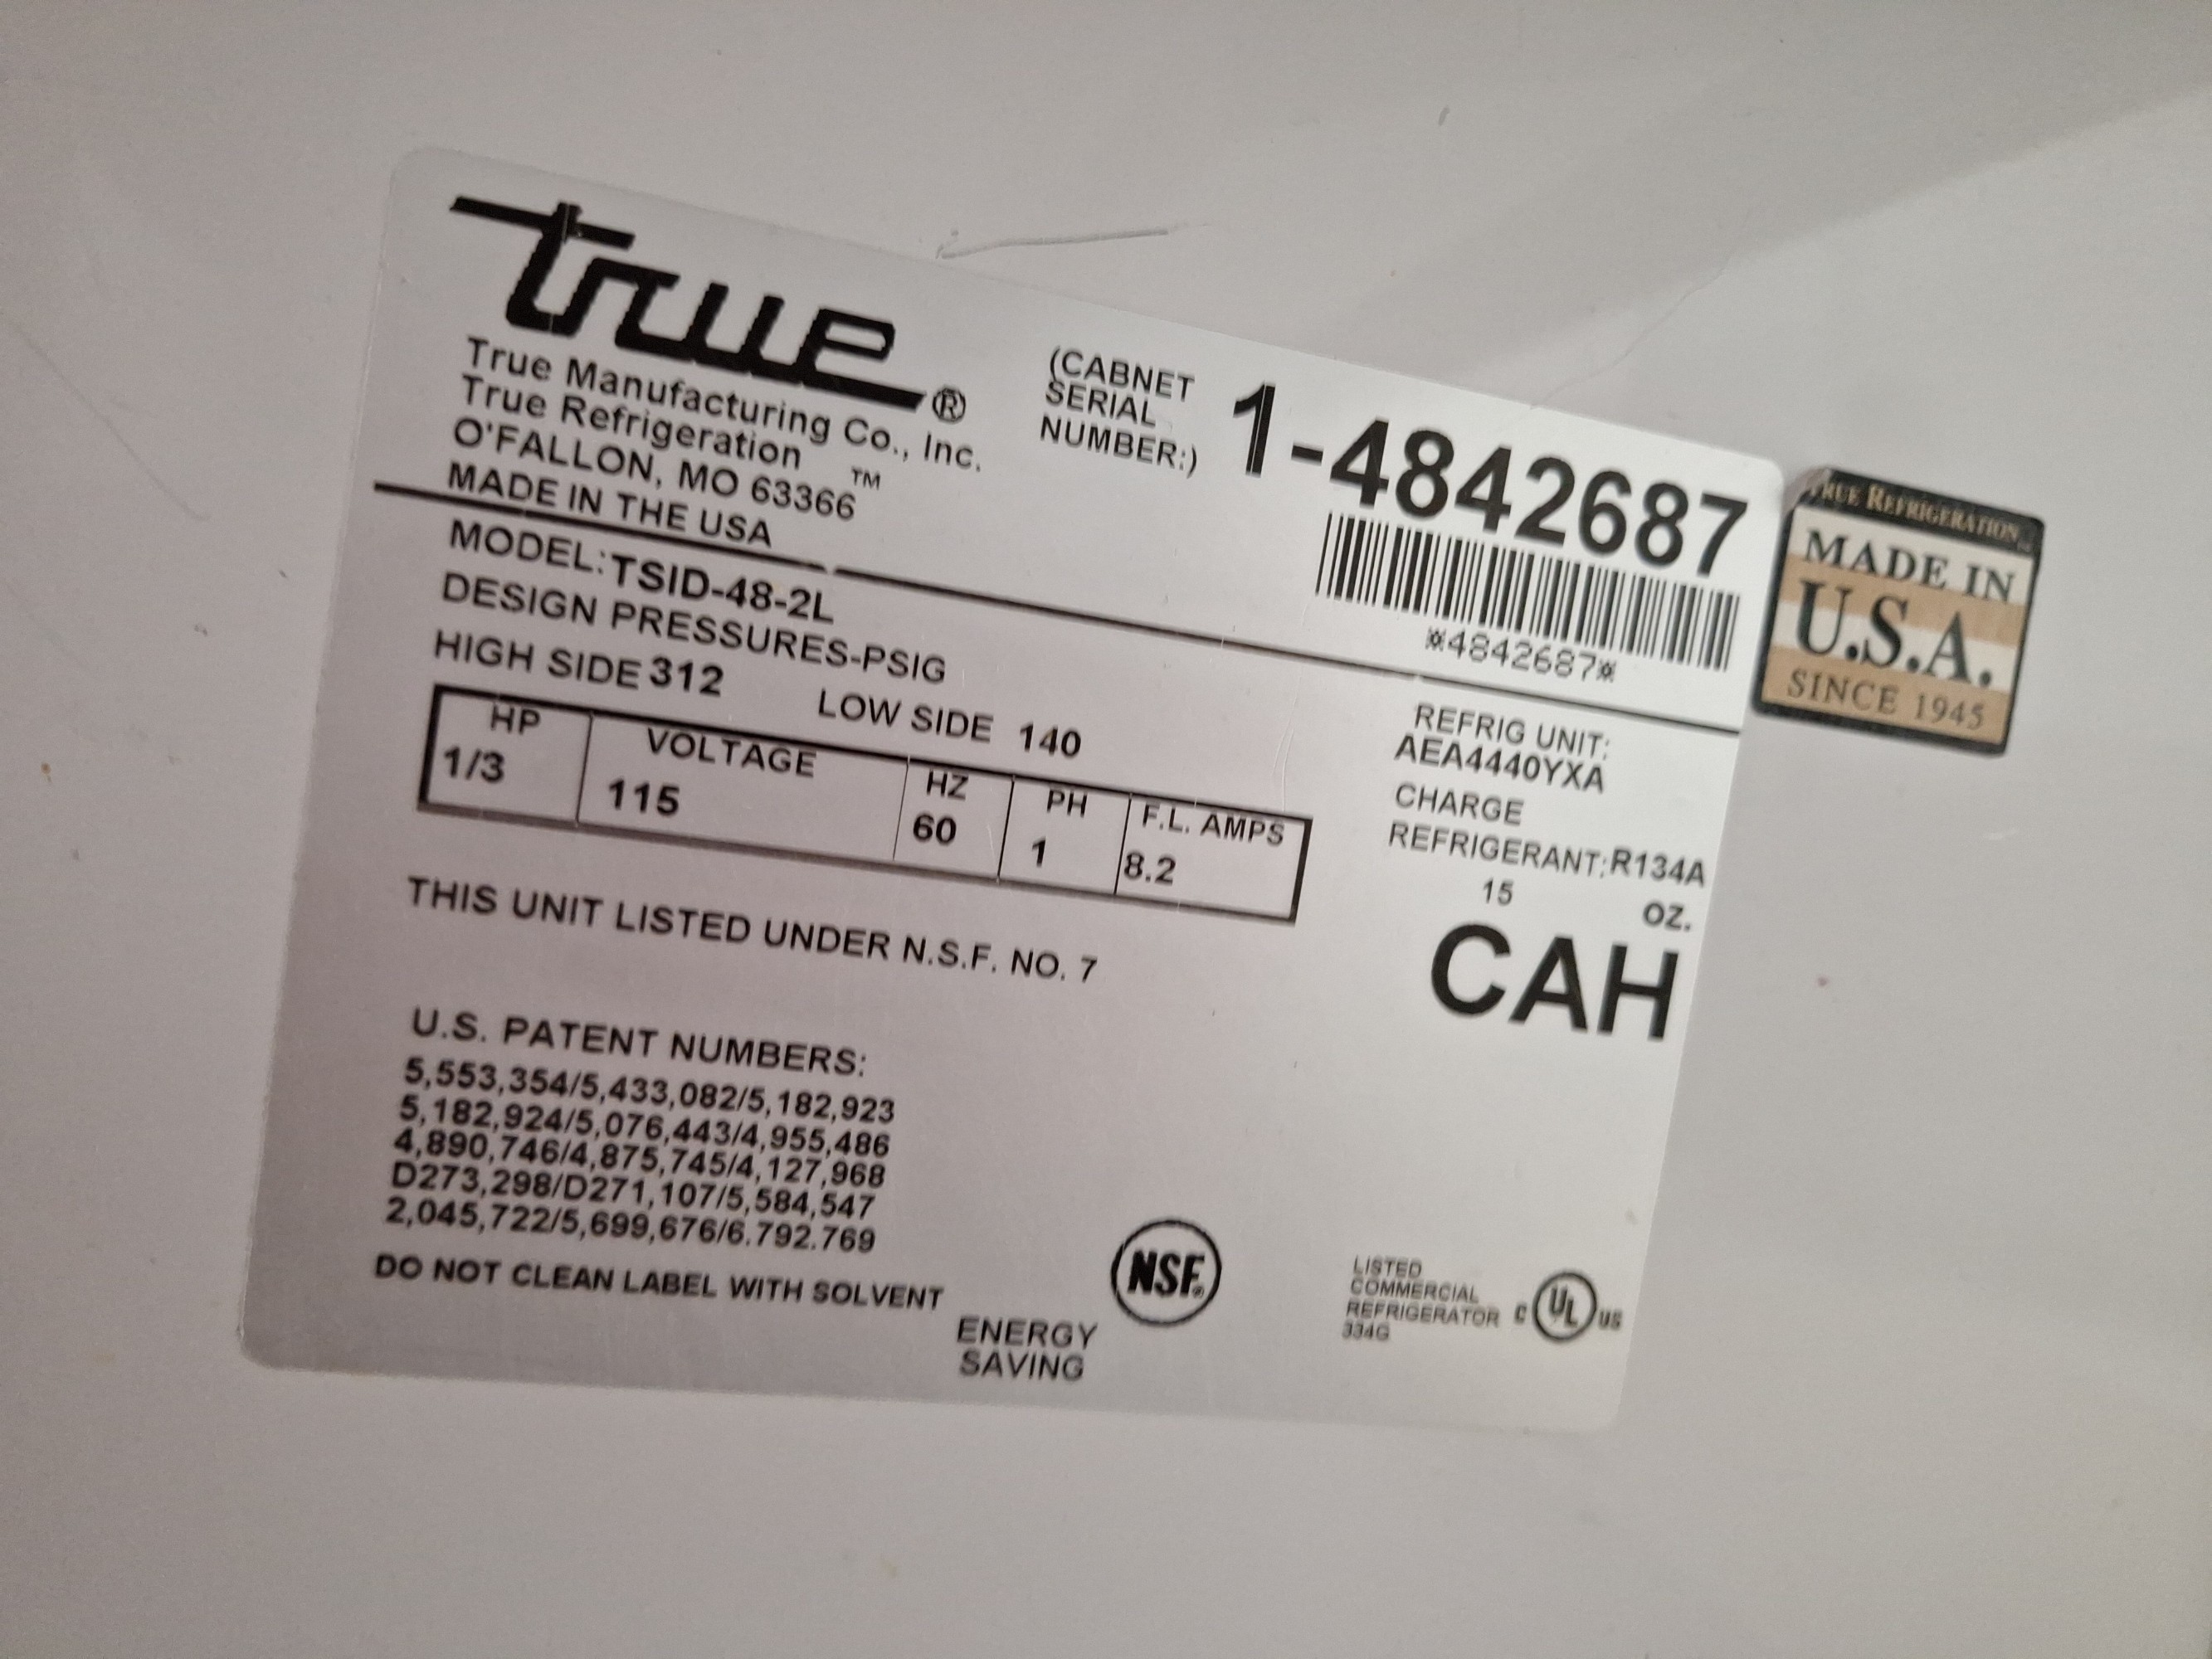 true®
True Manufacturing Co., Inc.
True Refrigeration
O'FALLON, MO 63366™
MADE IN THE USA
(CABNET
SERIAL
NUMBER:)
1-4842687
*4842687*
TRUE REFRIGERATION
MADE IN
U.S.A.
SINCE 1945
MODEL:TSID-48-2L
DESIGN PRESSURES-PSIG
HIGH SIDE 312 LOW SIDE 140
HP VOLTAGE HZ PH F.L. AMPS
1/3 115 60 1 8.2
REFRIG UNIT:
AEA4440YXA
CHARGE
REFRIGERANT:R134A
15 OZ.
CAH
THIS UNIT LISTED UNDER N.S.F. NO. 7
U.S. PATENT NUMBERS:
5,553,354/5,433,082/5,182,923
5,182,924/5,076,443/4,955,486
4,890,746/4,875,745/4,127,968
D273,298/D271,107/5,584,547
2,045,722/5,699,676/6.792.769
DO NOT CLEAN LABEL WITH SOLVENT
ENERGY
SAVING
NSF®
LISTED
COMMERCIAL
REFRIGERATOR
334G
C UL US